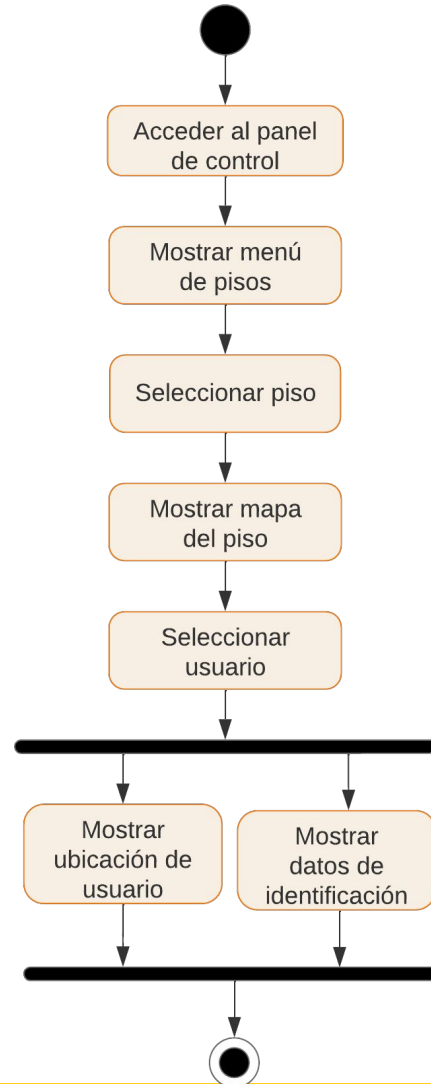 Acceder al panel
de control
Mostrar menú
de pisos
Seleccionar piso
Mostrar mapa
del piso
Seleccionar
usuario
Mostrar
ubicación de
usuario
Mostrar
datos de
identificación